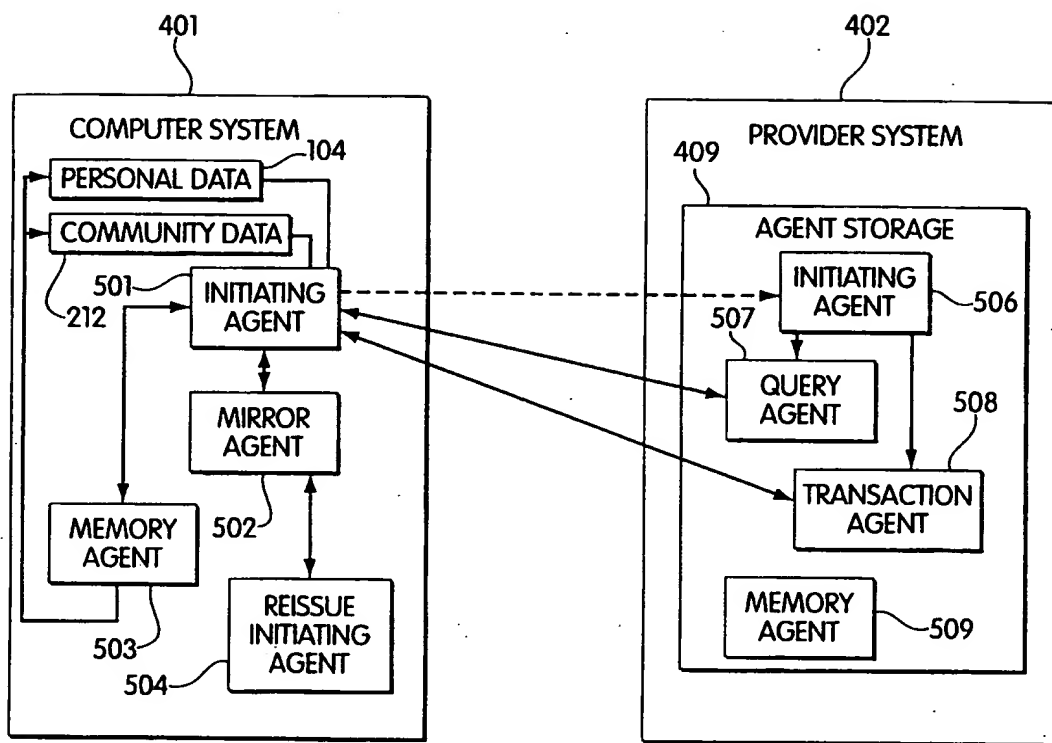 401
402
COMPUTER SYSTEM
104
PERSONAL DATA
COMMUNITY DATA
501
INITIATING
AGENT
212
MIRROR
AGENT
502
MEMORY
AGENT
503
REISSUE
INITIATING
AGENT
504
PROVIDER SYSTEM
409
AGENT STORAGE
INITIATING
AGENT
506
507
QUERY
AGENT
508
TRANSACTION
AGENT
MEMORY
AGENT
509